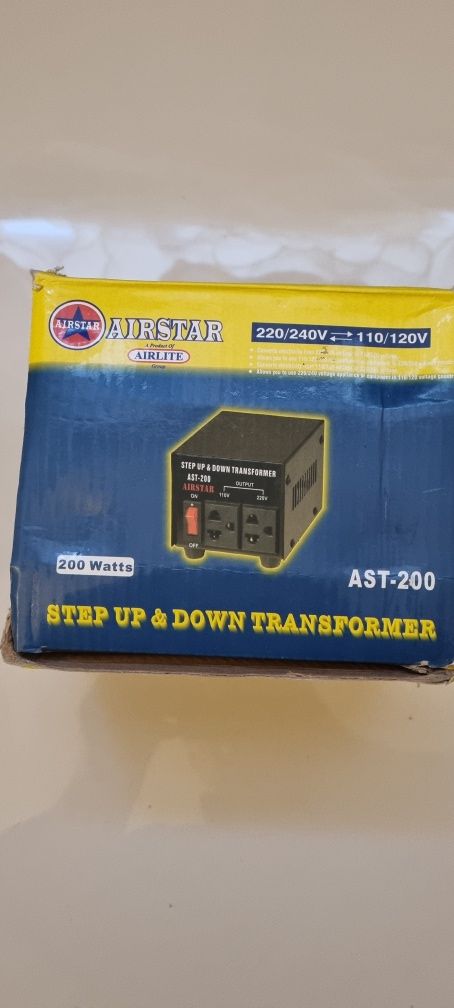 AIRSTAR
AIRSTAR
A Product Of
AIRLITE
Group
220/240V ⇄ 110/120V
STEP UP & DOWN TRANSFORMER
AST-200
AIRSTAR
OUTPUT
ON
110V
220V
OFF
200 Watts
AST-200
STEP UP & DOWN TRANSFORMER